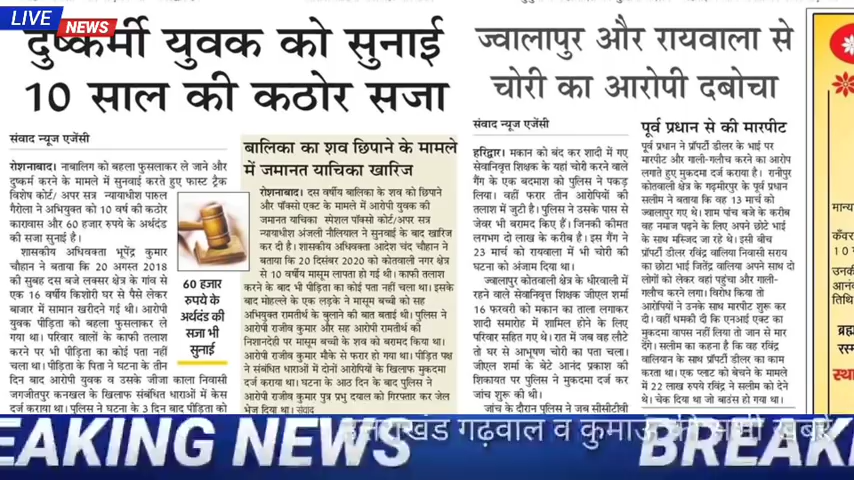 LIVE
NEWS
दुष्कर्मी युवक को सुनाई
10 साल की कठोर सजा
संवाद न्यूज एजेंसी
रोशनाबाद। नाबालिग को बहला फुसलाकर ले जाने और
दुष्कर्म करने के मामले में सुनवाई करते हुए फास्ट ट्रैक
विशेष कोर्ट/ अपर सत्र न्यायाधीश पारुल
गैरोला ने अभियुक्त को 10 वर्ष की कठोर
कारावास और 60 हजार रुपये के अर्थदंड
की सजा सुनाई है।
शासकीय अधिवक्ता भूपेंद्र कुमार
चौहान ने बताया कि 20 अगस्त 2018
की सुबह दस बजे लक्सर क्षेत्र के गांव से
एक 16 वर्षीय किशोरी घर से पैसे लेकर
बाजार में सामान खरीदने गई थी। आरोपी
युवक पीड़िता को बहला फुसलाकर ले
गया था। परिवार वालों के काफी तलाश
करने पर भी पीड़िता का कोई पता नहीं
चला था। पीड़िता के पिता ने घटना के तीन
दिन बाद आरोपी युवक व उसके जीजा काला निवासी
जगजीतपुर कनखल के खिलाफ संबंधित धाराओं में केस
दर्ज कराया था। पुलिस ने घटना के 3 दिन बाद पीड़िता को
60 हजार
रुपये के
अर्थदंड की
सजा भी
सुनाई
बालिका का शव छिपाने के मामले
में जमानत याचिका खारिज
रोशनाबाद। दस वर्षीय बालिका के शव को छिपाने
और पॉक्सो एक्ट के मामले में आरोपी युवक की
जमानत याचिका स्पेशल पॉक्सो कोर्ट/अपर सत्र
न्यायाधीश अंजली नौलियाल ने सुनवाई के बाद खारिज
कर दी है। शासकीय अधिवक्ता आदेश चंद चौहान ने
बताया कि 20 दिसंबर 2020 को कोतवाली नगर क्षेत्र
से 10 वर्षीय मासूम लापता हो गई थी। काफी तलाश
करने के बाद भी पीड़िता का कोई पता नहीं चला था। इसके
बाद मोहल्ले के एक लड़के ने मासूम बच्ची को सह
अभियुक्त रामतीर्थ के बुलाने की बात बताई थी। पुलिस ने
आरोपी राजीव कुमार और सह आरोपी रामतीर्थ की
निशानदेही पर मासूम बच्ची के शव को बरामद किया था।
आरोपी राजीव कुमार मौके से फरार हो गया था। पीड़ित पक्ष
ने संबंधित धाराओं में दोनों आरोपियों के खिलाफ मुकदमा
दर्ज कराया था। घटना के आठ दिन के बाद पुलिस ने
आरोपी राजीव कुमार पुत्र प्रभु दयाल को गिरफ्तार कर जेल
भेज दिया था। संवाद
ज्वालापुर और रायवाला से
चोरी का आरोपी दबोचा
संवाद न्यूज एजेंसी
हरिद्वार। मकान को बंद कर शादी में गए
सेवानिवृत्त शिक्षक के यहां चोरी करने वाले
गैंग के एक बदमाश को पुलिस ने पकड़
लिया। वहीं फरार तीन आरोपियों की
तलाश में जुटी है। पुलिस ने उसके पास से
जेवर भी बरामद किए हैं। जिनकी कीमत
लगभग दो लाख के करीब है। इस गैंग ने
23 मार्च को रायवाला में भी चोरी की
घटना को अंजाम दिया था।
ज्वालापुर कोतवाली क्षेत्र के धीरवाली में
रहने वाले सेवानिवृत्त शिक्षक जीएल शर्मा
16 फरवरी को मकान का ताला लगाकर
शादी समारोह में शामिल होने के लिए
परिवार सहित गए थे। रात में जब वह लौटे
तो घर से आभूषण चोरी का पता चला।
जीएल शर्मा के बेटे आनंद प्रकाश की
शिकायत पर पुलिस ने मुकदमा दर्ज कर
जांच शुरू की थी।
जांच के दौरान पुलिस ने जब सीसीटीवी
पूर्व प्रधान से की मारपीट
पूर्व प्रधान ने प्रॉपर्टी डीलर के भाई पर
मारपीट और गाली-गलौच करने का आरोप
लगाते हुए मुकदमा दर्ज कराया है। रानीपुर
कोतवाली क्षेत्र के गढ़मीरपुर के पूर्व प्रधान
सलीम ने बताया कि वह 13 मार्च को
ज्वालापुर गए थे। शाम पांच बजे के करीब
वह नमाज पढ़ने के लिए अपने छोटे भाई
के साथ मस्जिद जा रहे थे। इसी बीच
प्रॉपर्टी डीलर रविंद्र वालिया निवासी सराय
का छोटा भाई जितेंद्र वालिया अपने साथ दो
लोगों को लेकर वहां पहुंचा और गाली-
गलौच करने लगा। विरोध किया तो
आरोपियों ने उनके साथ मारपीट शुरू कर
दी। वहीं धमकी दी कि एनआई एक्ट का
मुकदमा वापस नहीं लिया तो जान से मार
देंगे। सलीम का कहना है कि वह रविंद्र
वालियान के साथ प्रॉपर्टी डीलर का काम
करता था। एक प्लाट को बेचने के मामले
में 22 लाख रुपये रविंद्र ने सलीम को देने
थे। चेक दिया था जो बाउंस हो गया था।
EAKING NEWS
उत्तराखंड गढ़वाल व कुमाऊं की सभी खबरें
BREAK